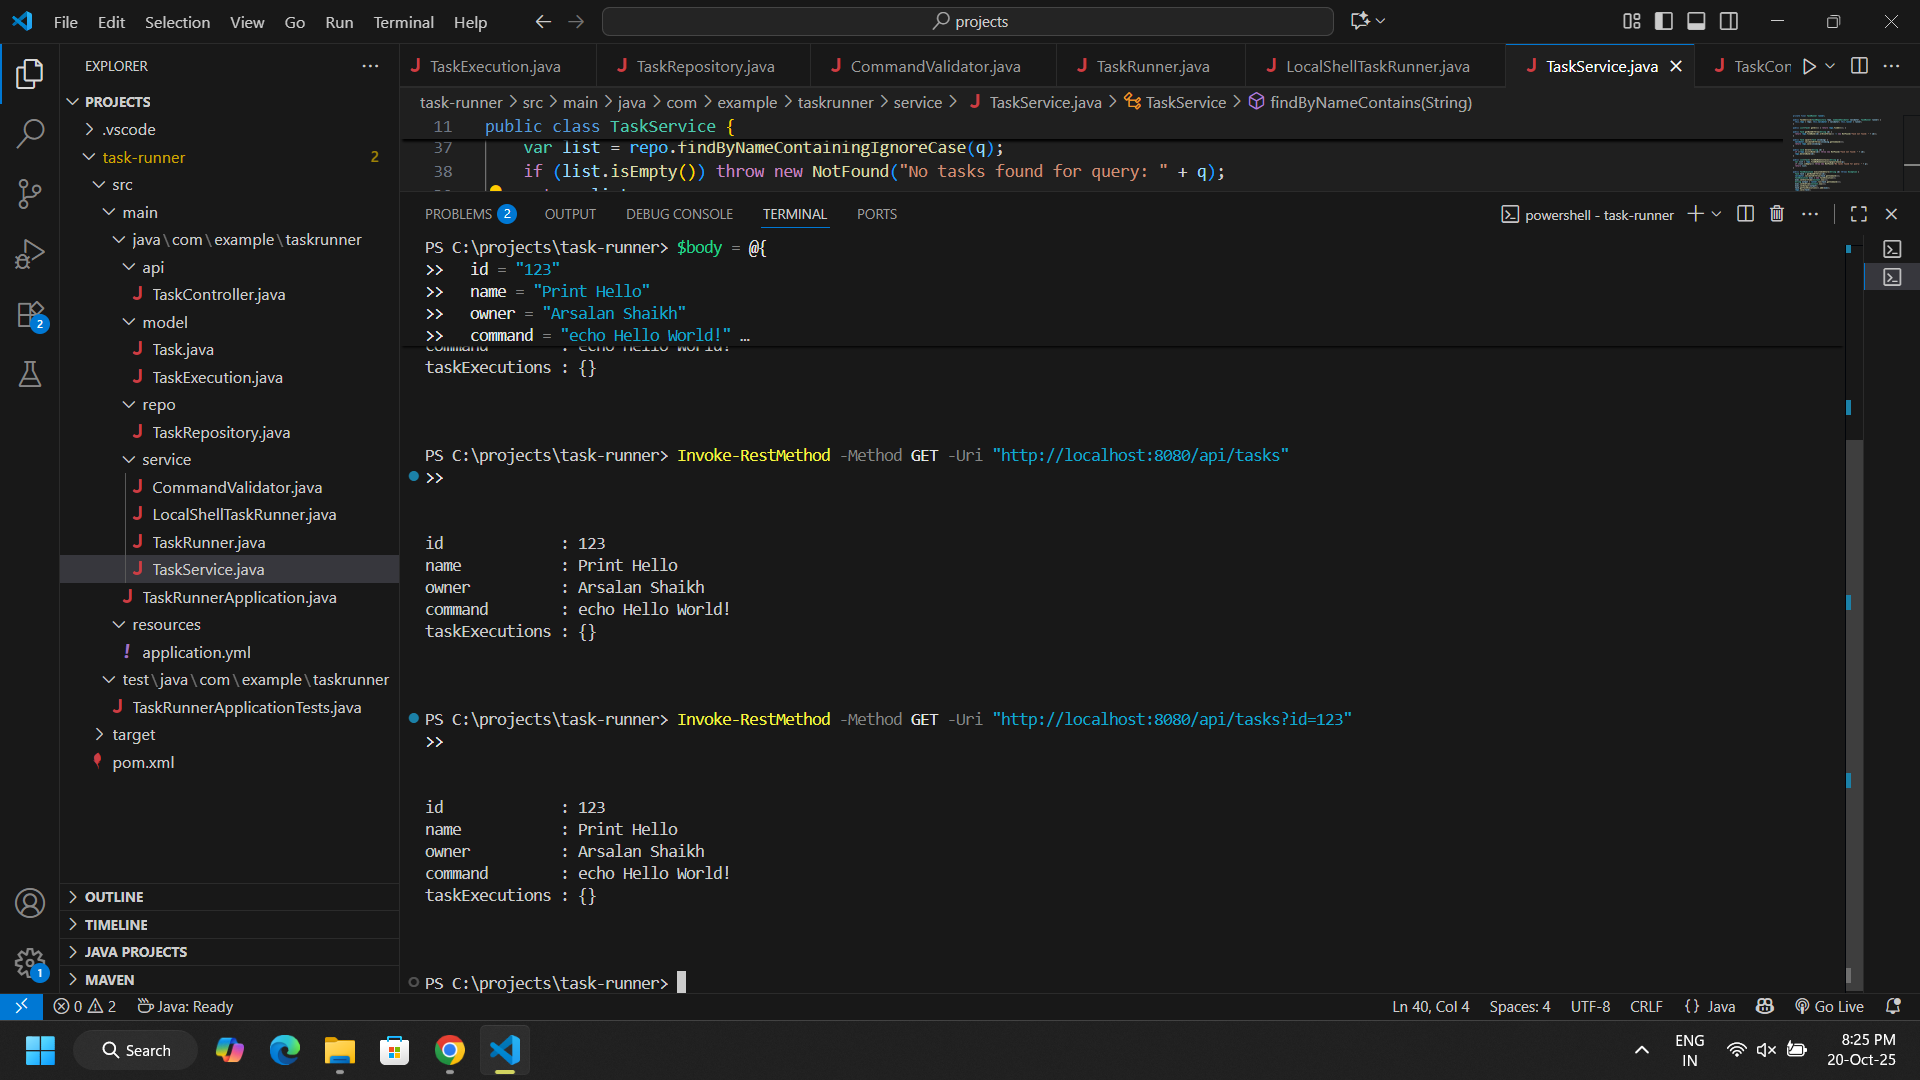 File Edit Selection View Go Run Terminal Help
projects
EXPLORER
TaskExecution.java
TaskRepository.java
CommandValidator.java
TaskRunner.java
LocalShellTaskRunner.java
TaskService.java
TaskCon
PROJECTS
.vscode
task-runner 2
src
main
java\com\example\taskrunner
api
TaskController.java
model
Task.java
TaskExecution.java
repo
TaskRepository.java
service
CommandValidator.java
LocalShellTaskRunner.java
TaskRunner.java
TaskService.java
TaskRunnerApplication.java
resources
application.yml
test\java\com\example\taskrunner
TaskRunnerApplicationTests.java
target
pom.xml
OUTLINE
TIMELINE
JAVA PROJECTS
MAVEN
2
1
task-runner > src > main > java > com > example > taskrunner > service > TaskService.java > TaskService > findByNameContains(String)
11 public class TaskService {
37 var list = repo.findByNameContainingIgnoreCase(q);
38 if (list.isEmpty()) throw new NotFound("No tasks found for query: " + q);
PROBLEMS 2 OUTPUT DEBUG CONSOLE TERMINAL PORTS
powershell - task-runner
PS C:\projects\task-runner> $body = @{
>> id = "123"
>> name = "Print Hello"
>> owner = "Arsalan Shaikh"
>> command = "echo Hello World!" …
command : echo Hello World!
taskExecutions : {}
PS C:\projects\task-runner> Invoke-RestMethod -Method GET -Uri "http://localhost:8080/api/tasks"
>>
id : 123
name : Print Hello
owner : Arsalan Shaikh
command : echo Hello World!
taskExecutions : {}
PS C:\projects\task-runner> Invoke-RestMethod -Method GET -Uri "http://localhost:8080/api/tasks?id=123"
>>
id : 123
name : Print Hello
owner : Arsalan Shaikh
command : echo Hello World!
taskExecutions : {}
PS C:\projects\task-runner>
0 2 Java: Ready
Ln 40, Col 4 Spaces: 4 UTF-8 CRLF {} Java Go Live
Search
ENG
IN
8:25 PM
20-Oct-25